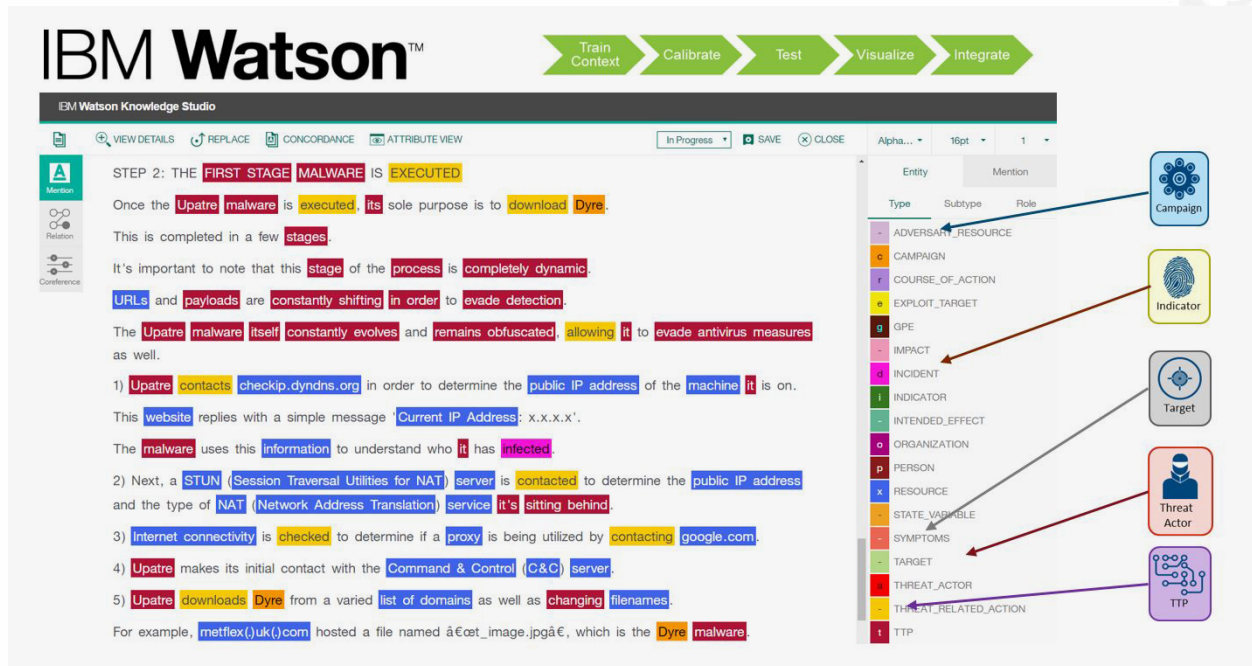 IBM Watson™
Train
Context
Calibrate
Test
Visualize
Integrate
IBM Watson Knowledge Studio
VIEW DETAILS REPLACE CONCORDANCE ATTRIBUTE VIEW In Progress SAVE CLOSE Alpha... 16pt 1
A
Mention
Relation
Coreference
STEP 2: THE FIRST STAGE MALWARE IS EXECUTED
Once the Upatre malware is executed, its sole purpose is to download Dyre.
This is completed in a few stages.
It's important to note that this stage of the process is completely dynamic.
URLs and payloads are constantly shifting in order to evade detection.
The Upatre malware itself constantly evolves and remains obfuscated, allowing it to evade antivirus measures
as well.
1) Upatre contacts checkip.dyndns.org in order to determine the public IP address of the machine it is on.
This website replies with a simple message 'Current IP Address: x.x.x.x'.
The malware uses this information to understand who it has infected.
2) Next, a STUN (Session Traversal Utilities for NAT) server is contacted to determine the public IP address
and the type of NAT (Network Address Translation) service it's sitting behind.
3) Internet connectivity is checked to determine if a proxy is being utilized by contacting google.com.
4) Upatre makes its initial contact with the Command & Control (C&C) server.
5) Upatre downloads Dyre from a varied list of domains as well as changing filenames.
For example, metflex(.)uk(.)com hosted a file named â€œt_image.jpgâ€, which is the Dyre malware.
Entity Mention
Type Subtype Role
- ADVERSARY_RESOURCE
c CAMPAIGN
r COURSE_OF_ACTION
e EXPLOIT_TARGET
g GPE
- IMPACT
d INCIDENT
i INDICATOR
- INTENDED_EFFECT
o ORGANIZATION
p PERSON
x RESOURCE
- STATE_VARIABLE
- SYMPTOMS
- TARGET
a THREAT_ACTOR
- THREAT_RELATED_ACTION
t TTP
Campaign
Indicator
Target
Threat
Actor
TTP